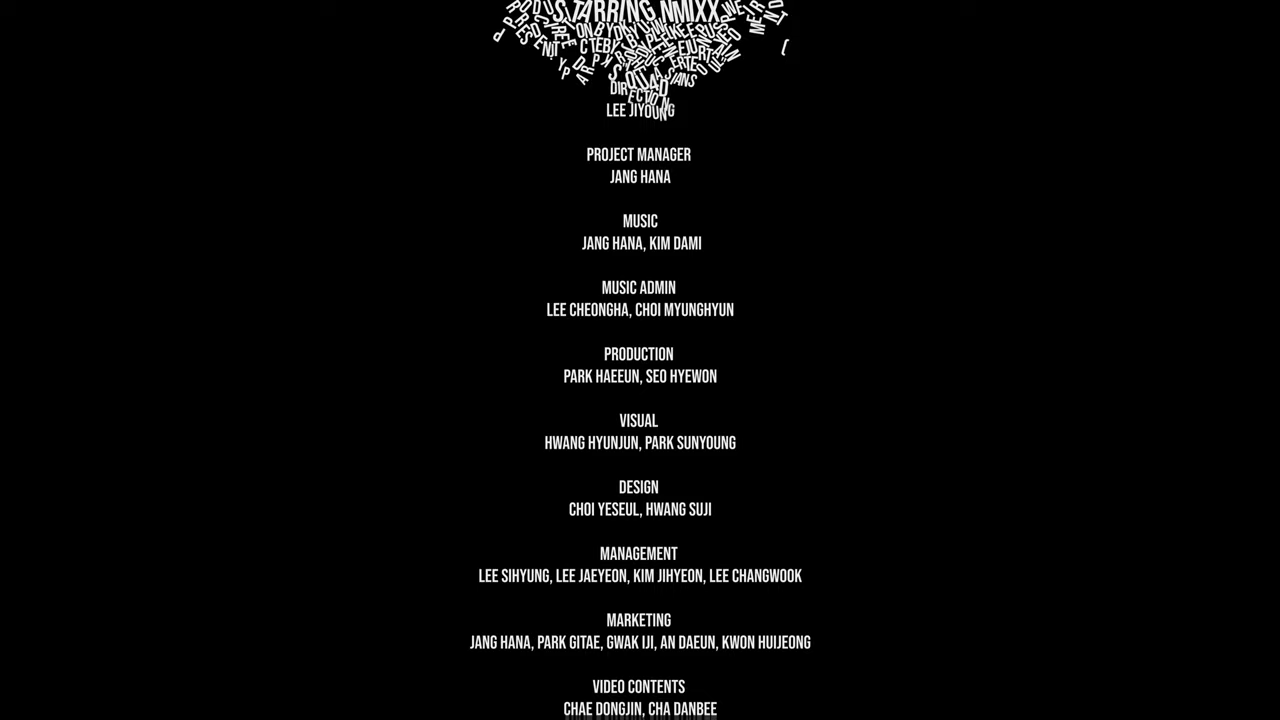 STARRING NMIXX
SQUAD
DIRECTION
LEE JIYOUNG
PROJECT MANAGER
JANG HANA
MUSIC
JANG HANA, KIM DAMI
MUSIC ADMIN
LEE CHEONGHA, CHOI MYUNGHYUN
PRODUCTION
PARK HAEEUN, SEO HYEWON
VISUAL
HWANG HYUNJUN, PARK SUNYOUNG
DESIGN
CHOI YESEUL, HWANG SUJI
MANAGEMENT
LEE SIHYUNG, LEE JAEYEON, KIM JIHYEON, LEE CHANGWOOK
MARKETING
JANG HANA, PARK GITAE, GWAK IJI, AN DAEUN, KWON HUIJEONG
VIDEO CONTENTS
CHAE DONGJIN, CHA DANBEE